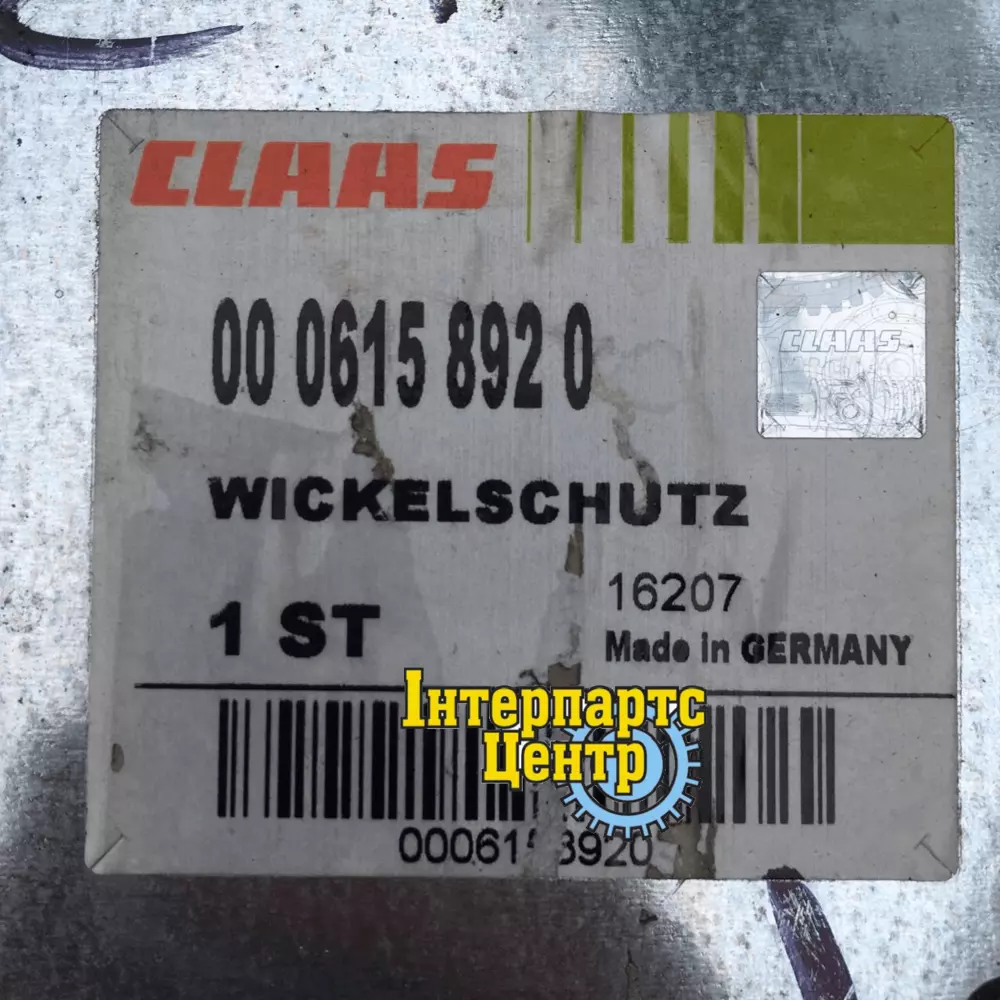 CLAAS
00 0615 892 0
CLAAS
WICKELSCHUTZ
16207
1 ST
Made in GERMANY
Інтерпартс
Центр